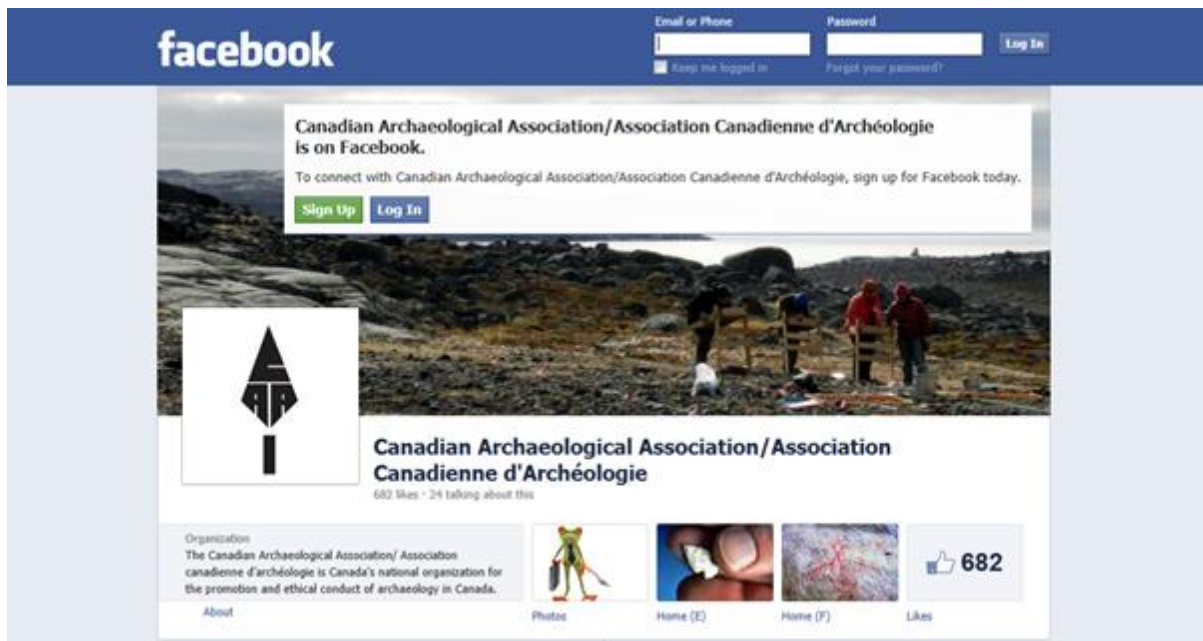 Email or Phone
Password
facebook
Log In
Keep me logged in
Forgot your password?
Canadian Archaeological Association/Association Canadienne d'Archéologie
is on Facebook.
To connect with Canadian Archaeological Association/Association Canadienne d'Archéologie, sign up for Facebook today.
Sign Up
Log In
CAA
Canadian Archaeological Association/Association
Canadienne d'Archéologie
682 likes · 24 talking about this
Organization
The Canadian Archaeological Association/ Association
canadienne d'archéologie is Canada's national organization for
the promotion and ethical conduct of archaeology in Canada.
About
682
Photos
Home (E)
Home (F)
Likes